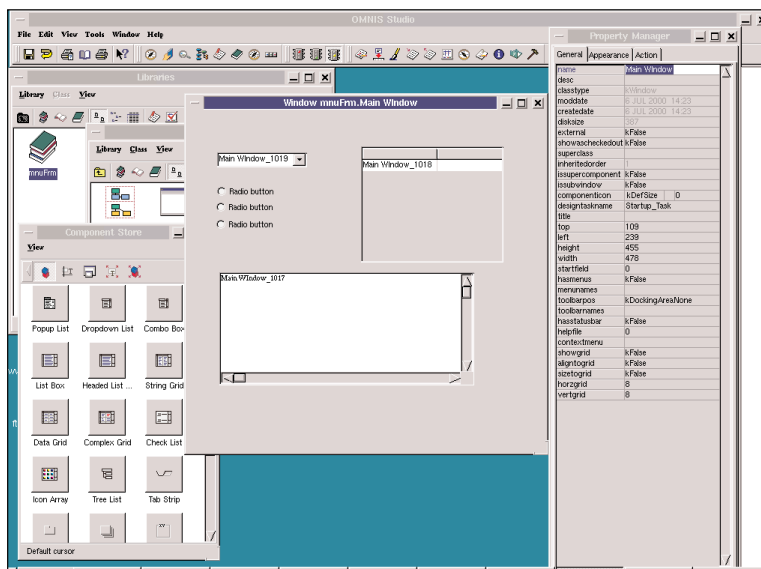 OMNIS Studio
File Edit View Tools Window Help
Libraries
Library Class View
mnuFrm
Library Class View
Window mnuFrm.Main WIndow
Main WIndow_1019
Radio button
Radio button
Radio button
Main WIndow_1018
Main WIndow_1017
Component Store
View
Popup List Dropdown List Combo Box
List Box Headed List ... String Grid
Data Grid Complex Grid Check List
Icon Array Tree List Tab Strip
Default cursor
Property Manager
General Appearance Action
name Main WIndow
desc
classtype kWindow
moddate 6 JUL 2000 14:23
createdate 6 JUL 2000 14:23
disksize 387
external kFalse
showascheckedout kFalse
superclass
inheritedorder 1
issupercomponent kFalse
issubwindow kFalse
componenticon kDefSize 0
designtaskname Startup_Task
title
top 109
left 239
height 455
width 478
startfield 0
hasmenus kFalse
menunames
toolbarpos kDockingAreaNone
toolbarnames
hasstatusbar kFalse
helpfile 0
contextmenu
showgrid kFalse
aligntogrid kFalse
sizetogrid kFalse
horzgrid 8
vertgrid 8